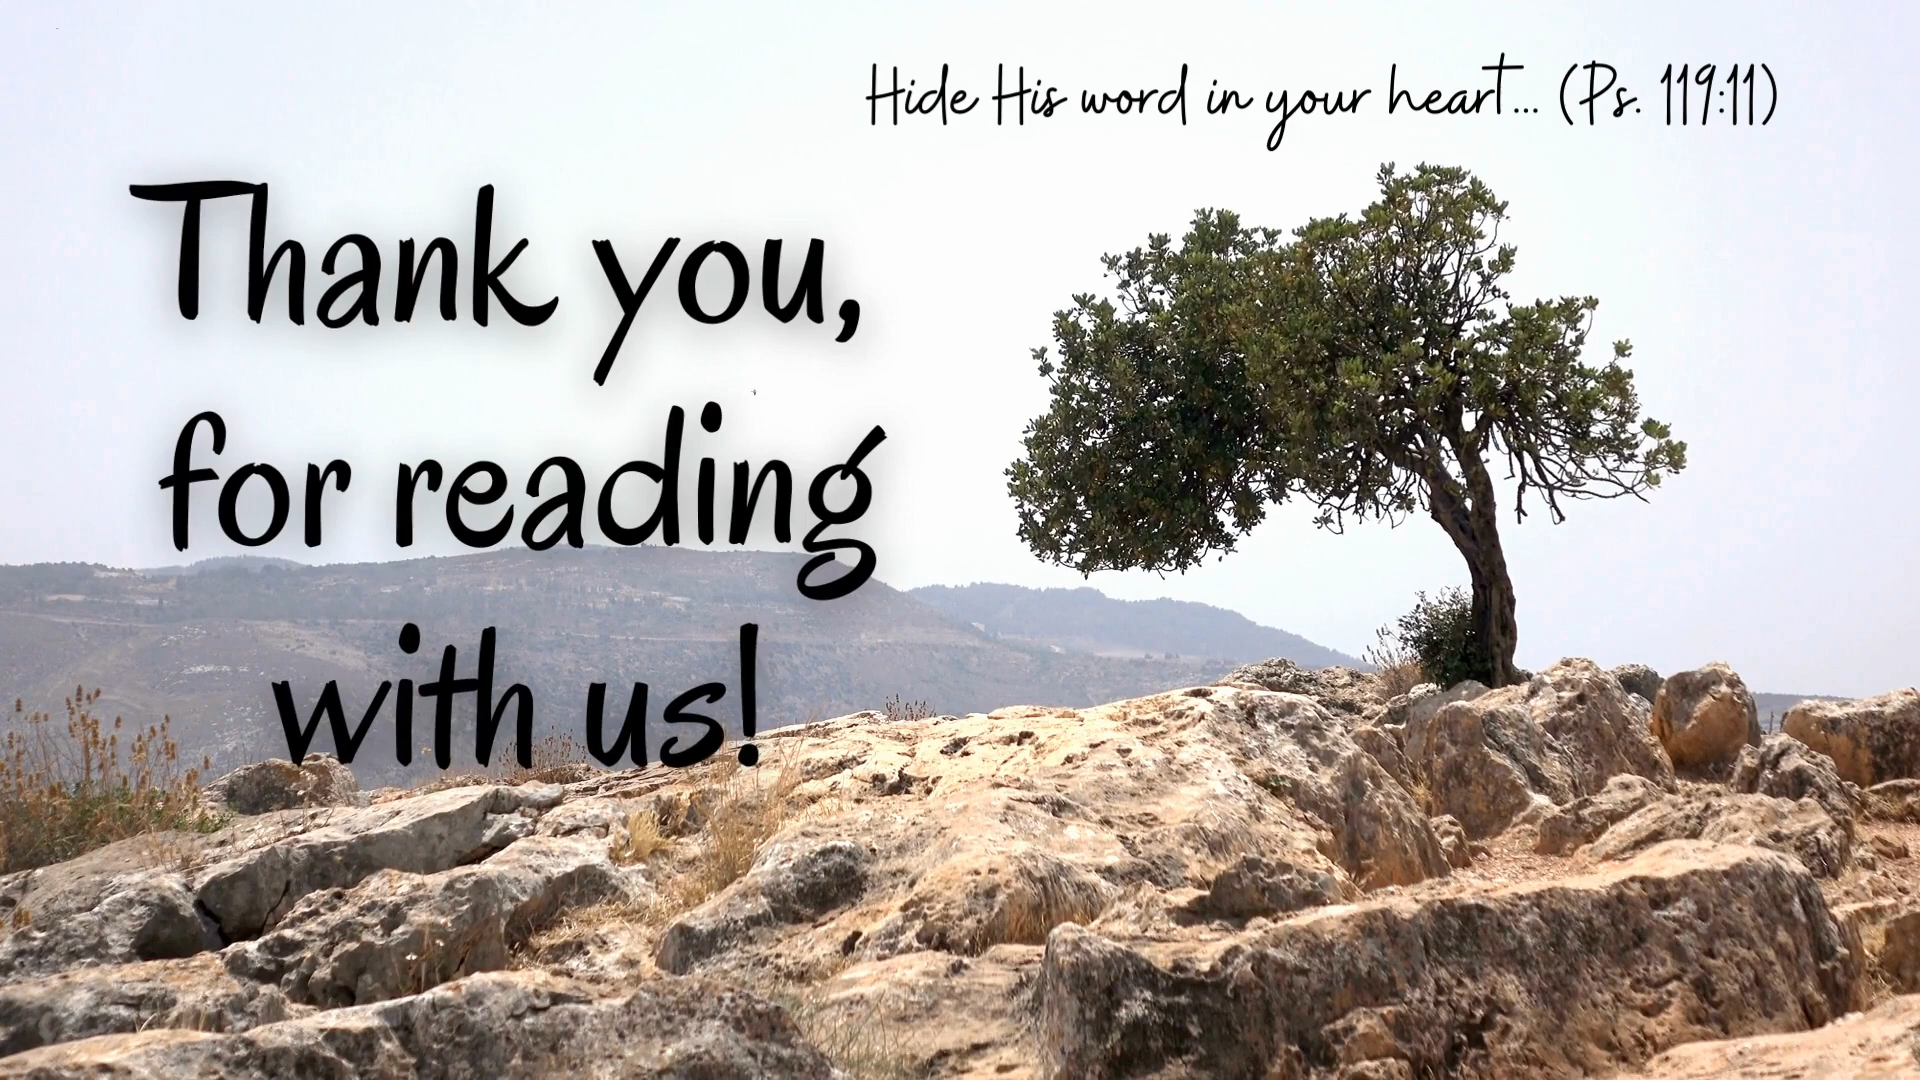 Hide His word in your heart... (Ps. 119:11)
Thank you,
for reading
with us!